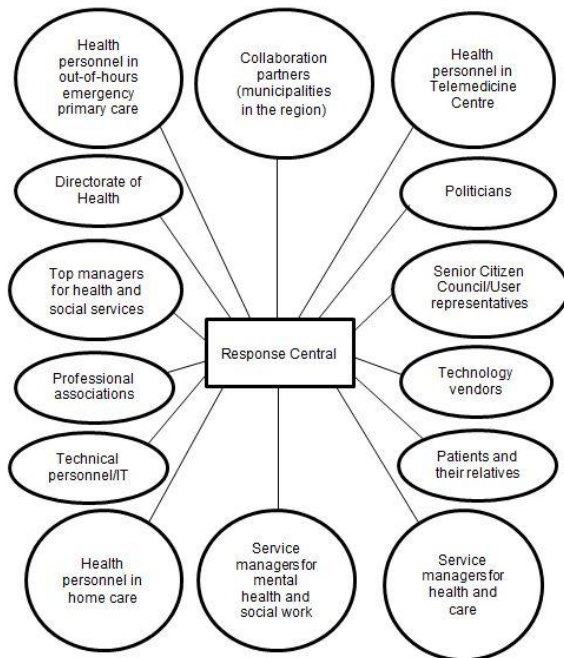 Health
personnel in
out-of-hours
emergency
primary care
Collaboration
partners
(municipalities
in the region)
Health
personnel in
Telemedicine
Centre
Directorate of
Health
Politicians
Top managers
for health and
social services
Senior Citizen
Council/User
representatives
Response Central
Professional
associations
Technology
vendors
Technical
personnel/IT
Patients and
their relatives
Health
personnel in
home care
Service
managers for
mental
health and
social work
Service
managers for
health and
care